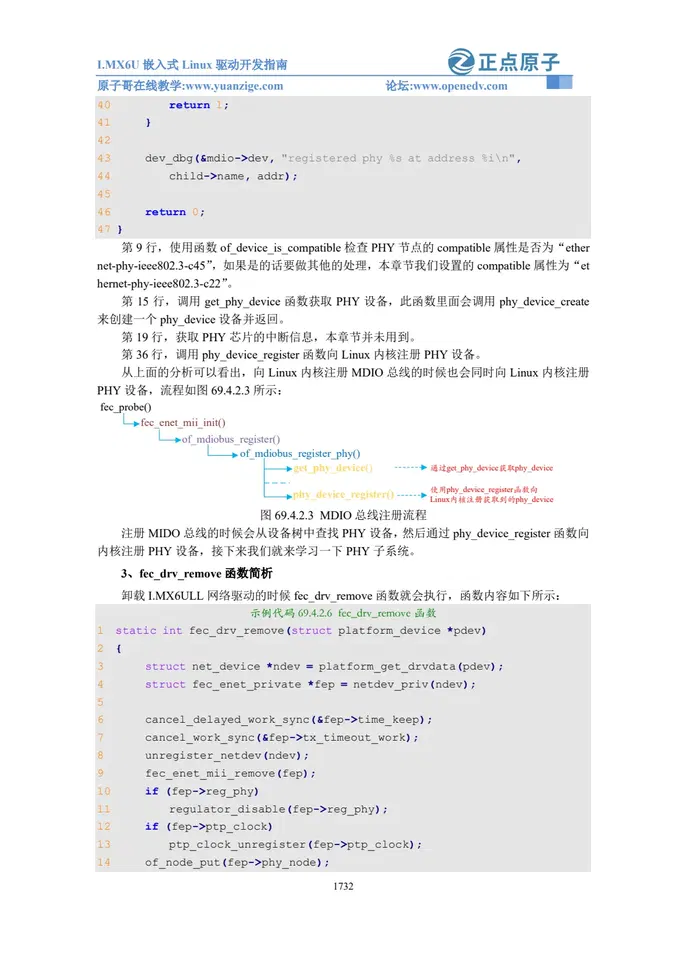 I.MX6U 嵌入式 Linux 驱动开发指南
正点原子
原子哥在线教学:www.yuanzige.com 论坛:www.openedv.com
40 return 1;
41 }
42
43 dev_dbg(&mdio->dev, "registered phy %s at address %i\n",
44 child->name, addr);
45
46 return 0;
47 }
第 9 行，使用函数 of_device_is_compatible 检查 PHY 节点的 compatible 属性是否为“ether
net-phy-ieee802.3-c45”，如果是的话要做其他的处理，本章节我们设置的 compatible 属性为“et
hernet-phy-ieee802.3-c22”。
第 15 行，调用 get_phy_device 函数获取 PHY 设备，此函数里面会调用 phy_device_create
来创建一个 phy_device 设备并返回。
第 19 行，获取 PHY 芯片的中断信息，本章节并未用到。
第 36 行，调用 phy_device_register 函数向 Linux 内核注册 PHY 设备。
从上面的分析可以看出，向 Linux 内核注册 MDIO 总线的时候也会同时向 Linux 内核注册
PHY 设备，流程如图 69.4.2.3 所示：
fec_probe()
fec_enet_mii_init()
of_mdiobus_register()
of_mdiobus_register_phy()
get_phy_device() 通过get_phy_device获取phy_device
phy_device_register() 使用phy_device_register函数向
Linux内核注册获取到的phy_device
图 69.4.2.3 MDIO 总线注册流程
注册 MIDO 总线的时候会从设备树中查找 PHY 设备，然后通过 phy_device_register 函数向
内核注册 PHY 设备，接下来我们就来学习一下 PHY 子系统。
3、fec_drv_remove 函数简析
卸载 I.MX6ULL 网络驱动的时候 fec_drv_remove 函数就会执行，函数内容如下所示：
示例代码 69.4.2.6 fec_drv_remove 函数
1 static int fec_drv_remove(struct platform_device *pdev)
2 {
3 struct net_device *ndev = platform_get_drvdata(pdev);
4 struct fec_enet_private *fep = netdev_priv(ndev);
5
6 cancel_delayed_work_sync(&fep->time_keep);
7 cancel_work_sync(&fep->tx_timeout_work);
8 unregister_netdev(ndev);
9 fec_enet_mii_remove(fep);
10 if (fep->reg_phy)
11 regulator_disable(fep->reg_phy);
12 if (fep->ptp_clock)
13 ptp_clock_unregister(fep->ptp_clock);
14 of_node_put(fep->phy_node);
1732